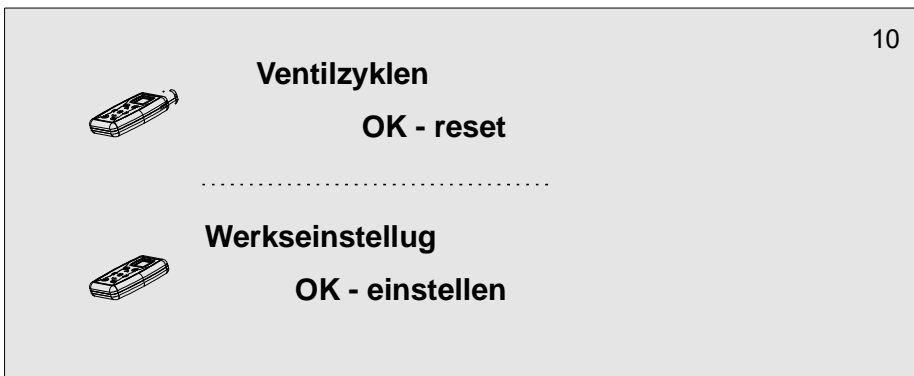 10
Ventilzyklen
OK - reset
Werkseinstellug
OK - einstellen